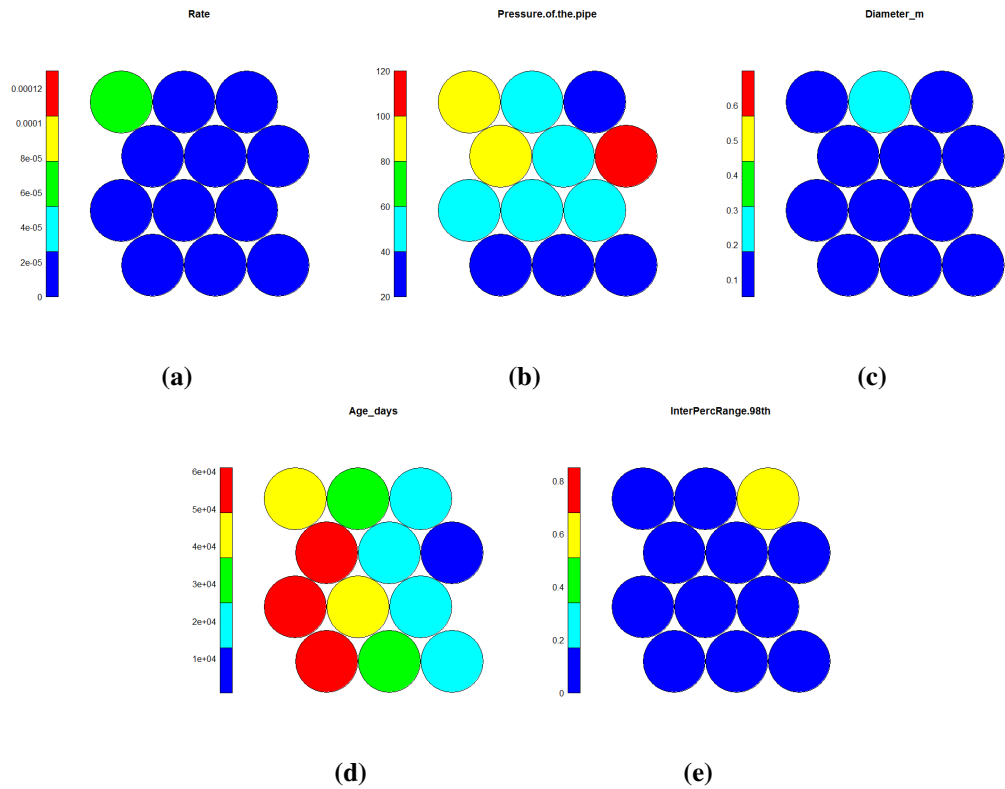 Rate
0.00012
0.0001
8e-05
6e-05
4e-05
2e-05
0
(a)
Pressure.of.the.pipe
120
100
80
60
40
20
(b)
Diameter_m
0.6
0.5
0.4
0.3
0.2
0.1
(c)
Age_days
6e+04
5e+04
4e+04
3e+04
2e+04
1e+04
(d)
InterPercRange.98th
0.8
0.6
0.4
0.2
0
(e)